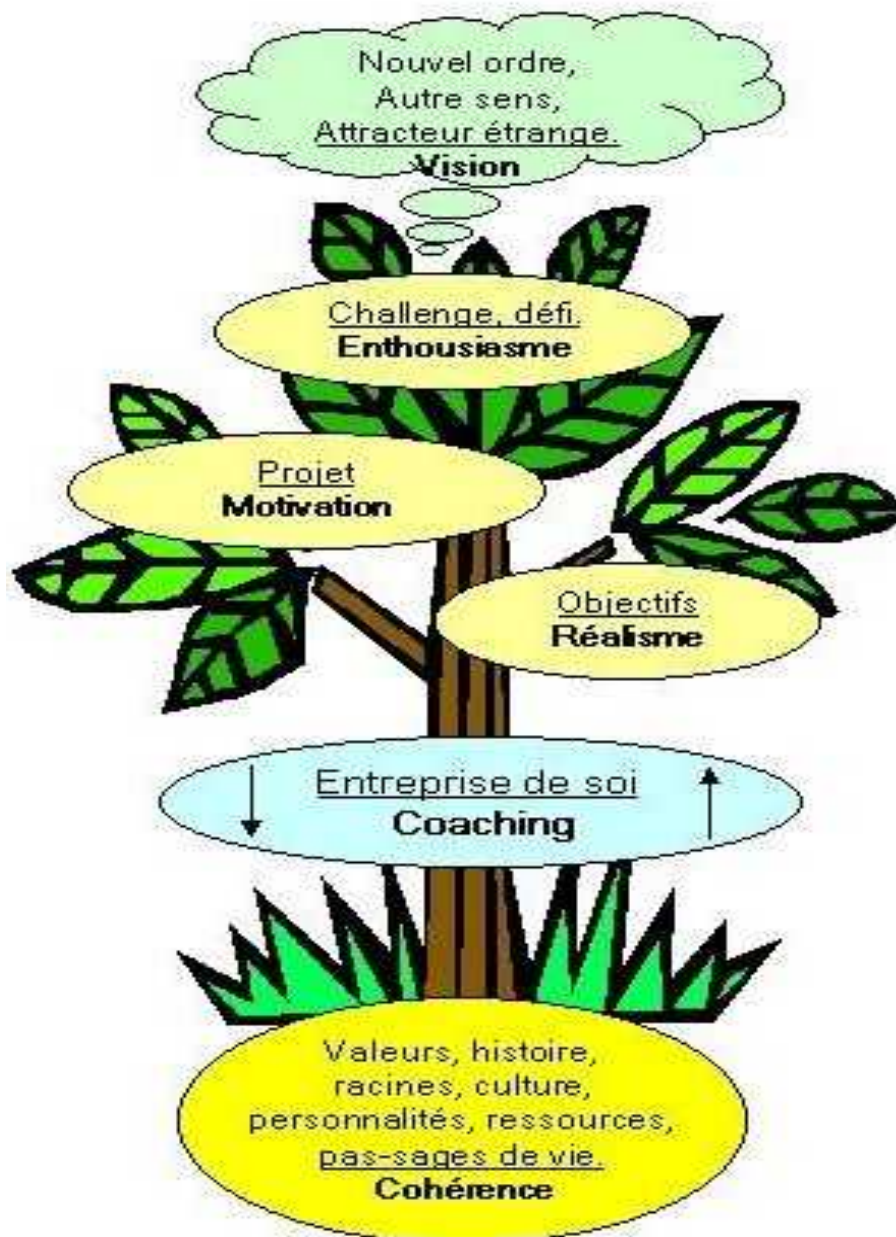 Nouvel ordre,
Autre sens,
Attracteur étrange.
Vision
Challenge, défi.
Enthousiasme
Projet
Motivation
Objectifs
Réalisme
Entreprise de soi
Coaching
Valeurs, histoire,
racines, culture,
personnalités, ressources,
pas-sages de vie.
Cohérence